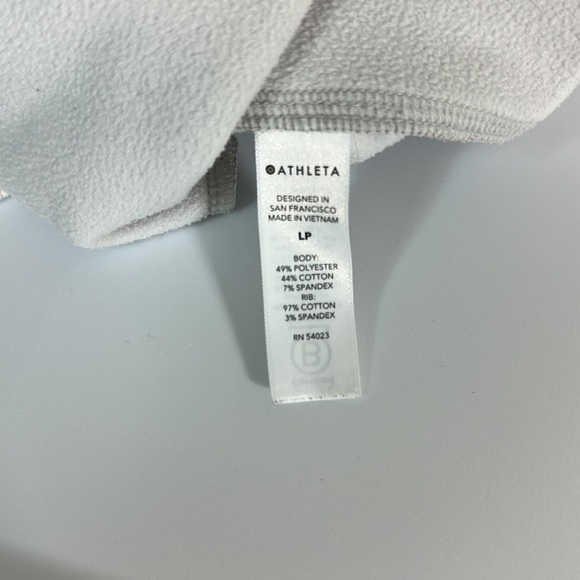 ATHLETA
DESIGNED IN
SAN FRANCISCO
MADE IN VIETNAM
LP
BODY:
49% POLYESTER
44% COTTON
7% SPANDEX
RIB:
97% COTTON
3% SPANDEX
RN 54023
B